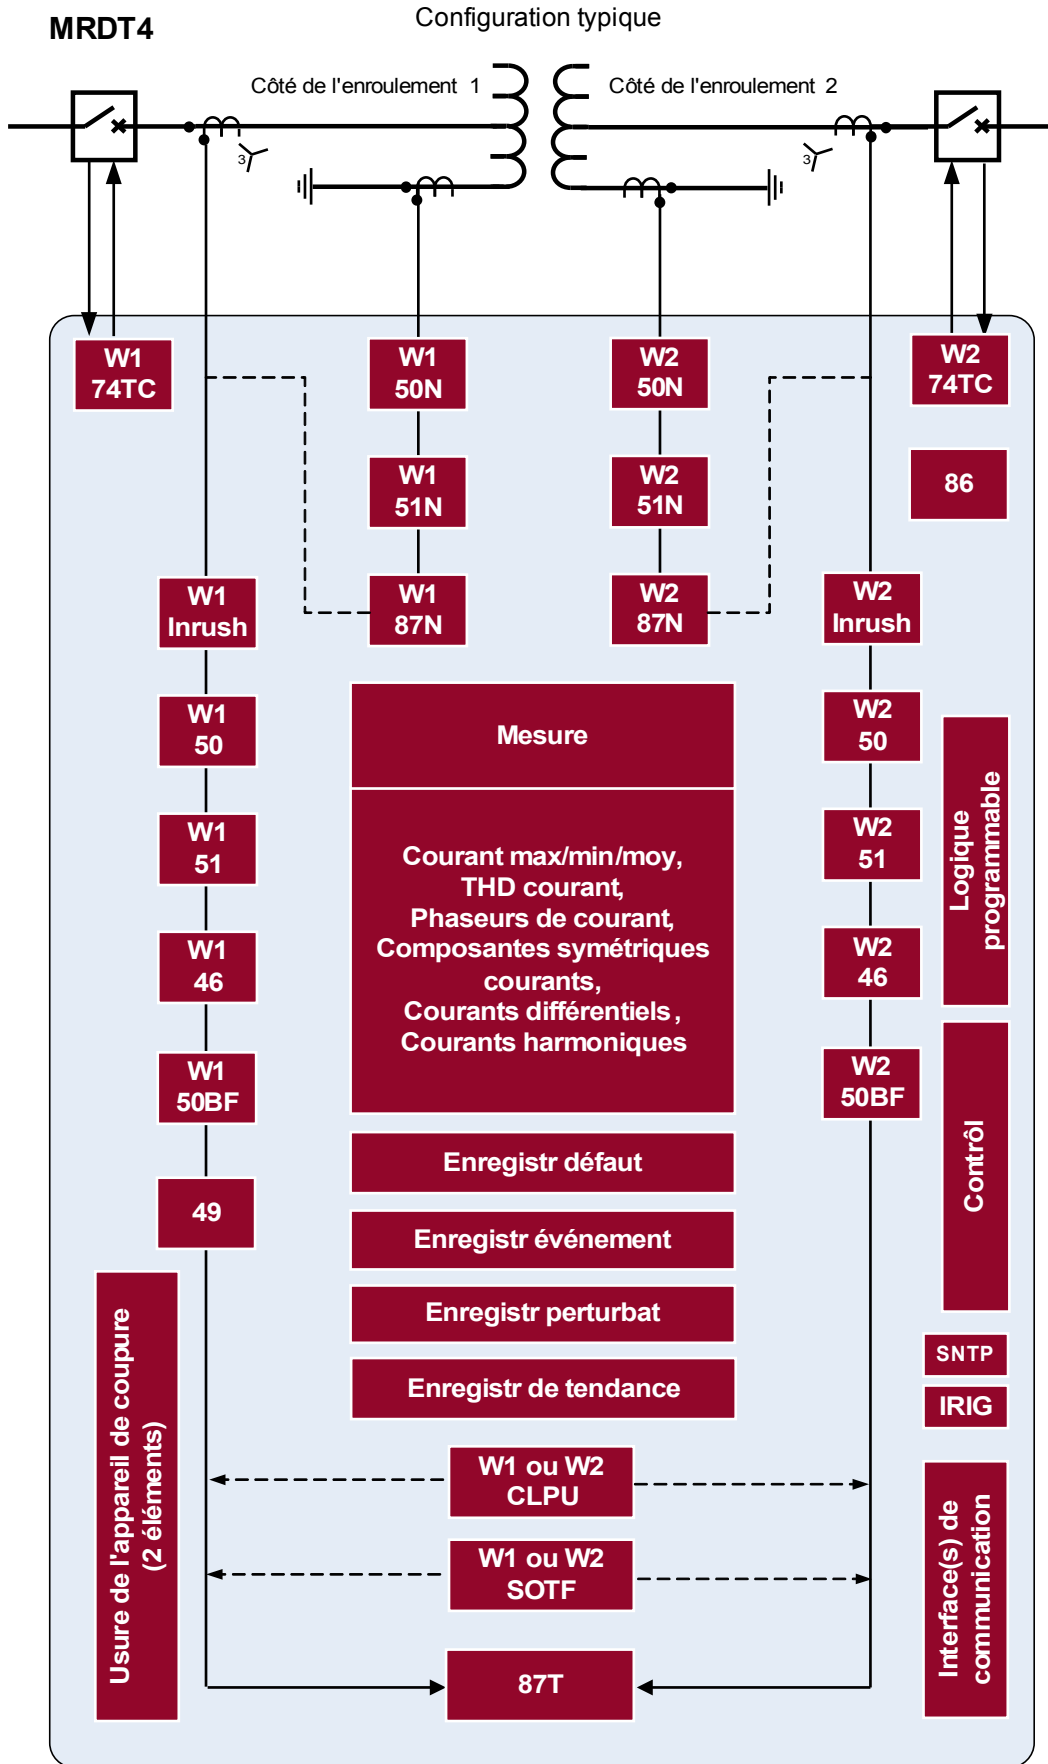 MRDT4
Configuration typique
Côté de l'enroulement 1
Côté de l'enroulement 2
3
3
W1
74TC
W1
50N
W2
50N
W2
74TC
W1
51N
W2
51N
86
W1
Inrush
W1
87N
W2
87N
W2
Inrush
W1
50
Mesure
W2
50
W1
51
Courant max/min/moy,
THD courant,
Phaseurs de courant,
Composantes symétriques
courants,
Courants différentiels,
Courants harmoniques
W2
51
Logique
programmable
W1
46
W2
46
W1
50BF
W2
50BF
Contrôl
Enregistr défaut
49
Enregistr événement
Enregistr perturbat
Enregistr de tendance
Usure de l'appareil de coupure
(2 éléments)
SNTP
IRIG
W1 ou W2
CLPU
W1 ou W2
SOTF
Interface(s) de
communication
87T